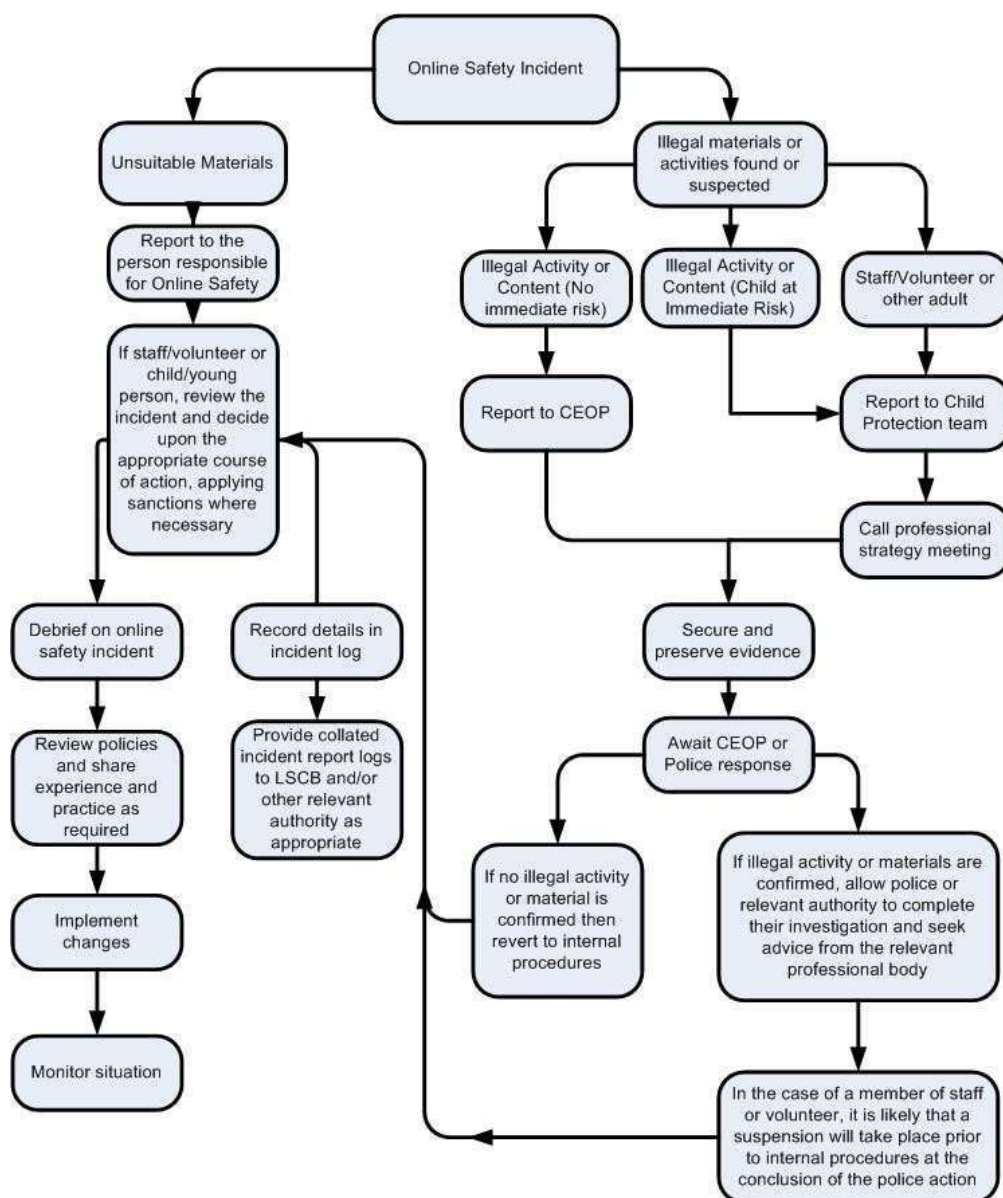 Online Safety Incident
Unsuitable Materials
Report to the
person responsible
for Online Safety
If staff/volunteer or
child/young
person, review the
incident and decide
upon the
appropriate course
of action, applying
sanctions where
necessary
Debrief on online
safety incident
Review policies
and share
experience and
practice as
required
Implement
changes
Monitor situation
Record details in
incident log
Provide collated
incident report logs
to LSCB and/or
other relevant
authority as
appropriate
Illegal materials or
activities found or
suspected
Illegal Activity or
Content (No
immediate risk)
Illegal Activity or
Content (Child at
Immediate Risk)
Staff/Volunteer or
other adult
Report to CEOP
Report to Child
Protection team
Call professional
strategy meeting
Secure and
preserve evidence
Await CEOP or
Police response
If no illegal activity
or material is
confirmed then
revert to internal
procedures
If illegal activity or materials are
confirmed, allow police or
relevant authority to complete
their investigation and seek
advice from the relevant
professional body
In the case of a member of staff
or volunteer, it is likely that a
suspension will take place prior
to internal procedures at the
conclusion of the police action